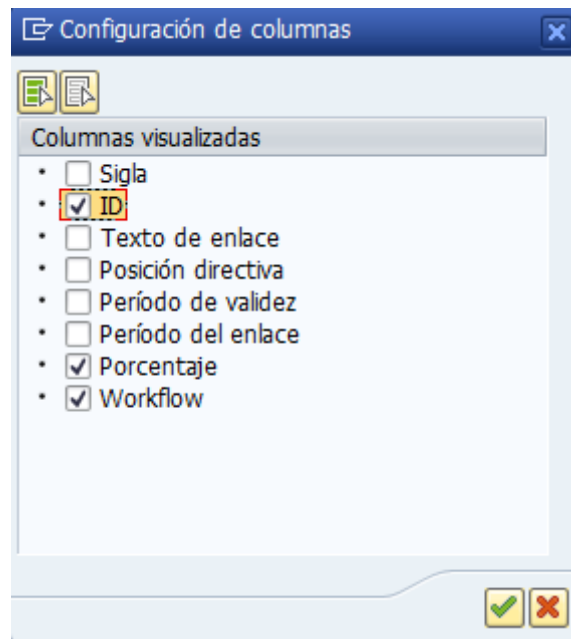 Configuración de columnas
Columnas visualizadas
Sigla
ID
Texto de enlace
Posición directiva
Período de validez
Período del enlace
Porcentaje
Workflow